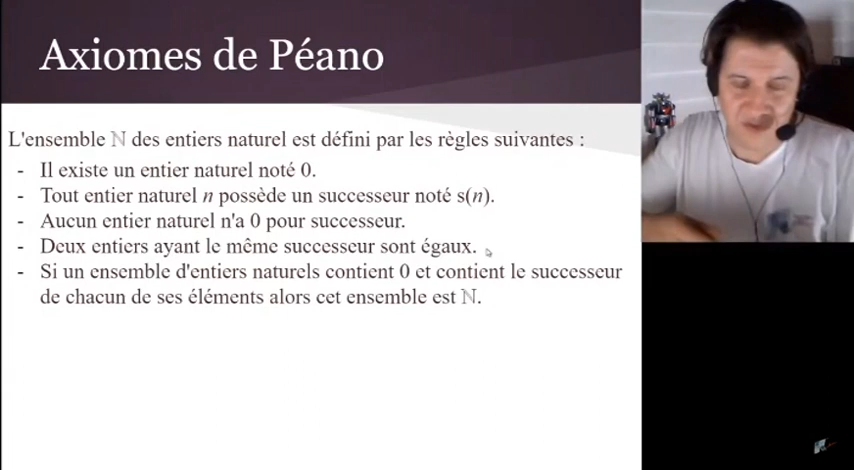 Axiomes de Péano
L'ensemble ℕ des entiers naturel est défini par les règles suivantes :
- Il existe un entier naturel noté 0.
- Tout entier naturel n possède un successeur noté s(n).
- Aucun entier naturel n'a 0 pour successeur.
- Deux entiers ayant le même successeur sont égaux.
- Si un ensemble d'entiers naturels contient 0 et contient le successeur
de chacun de ses éléments alors cet ensemble est ℕ.